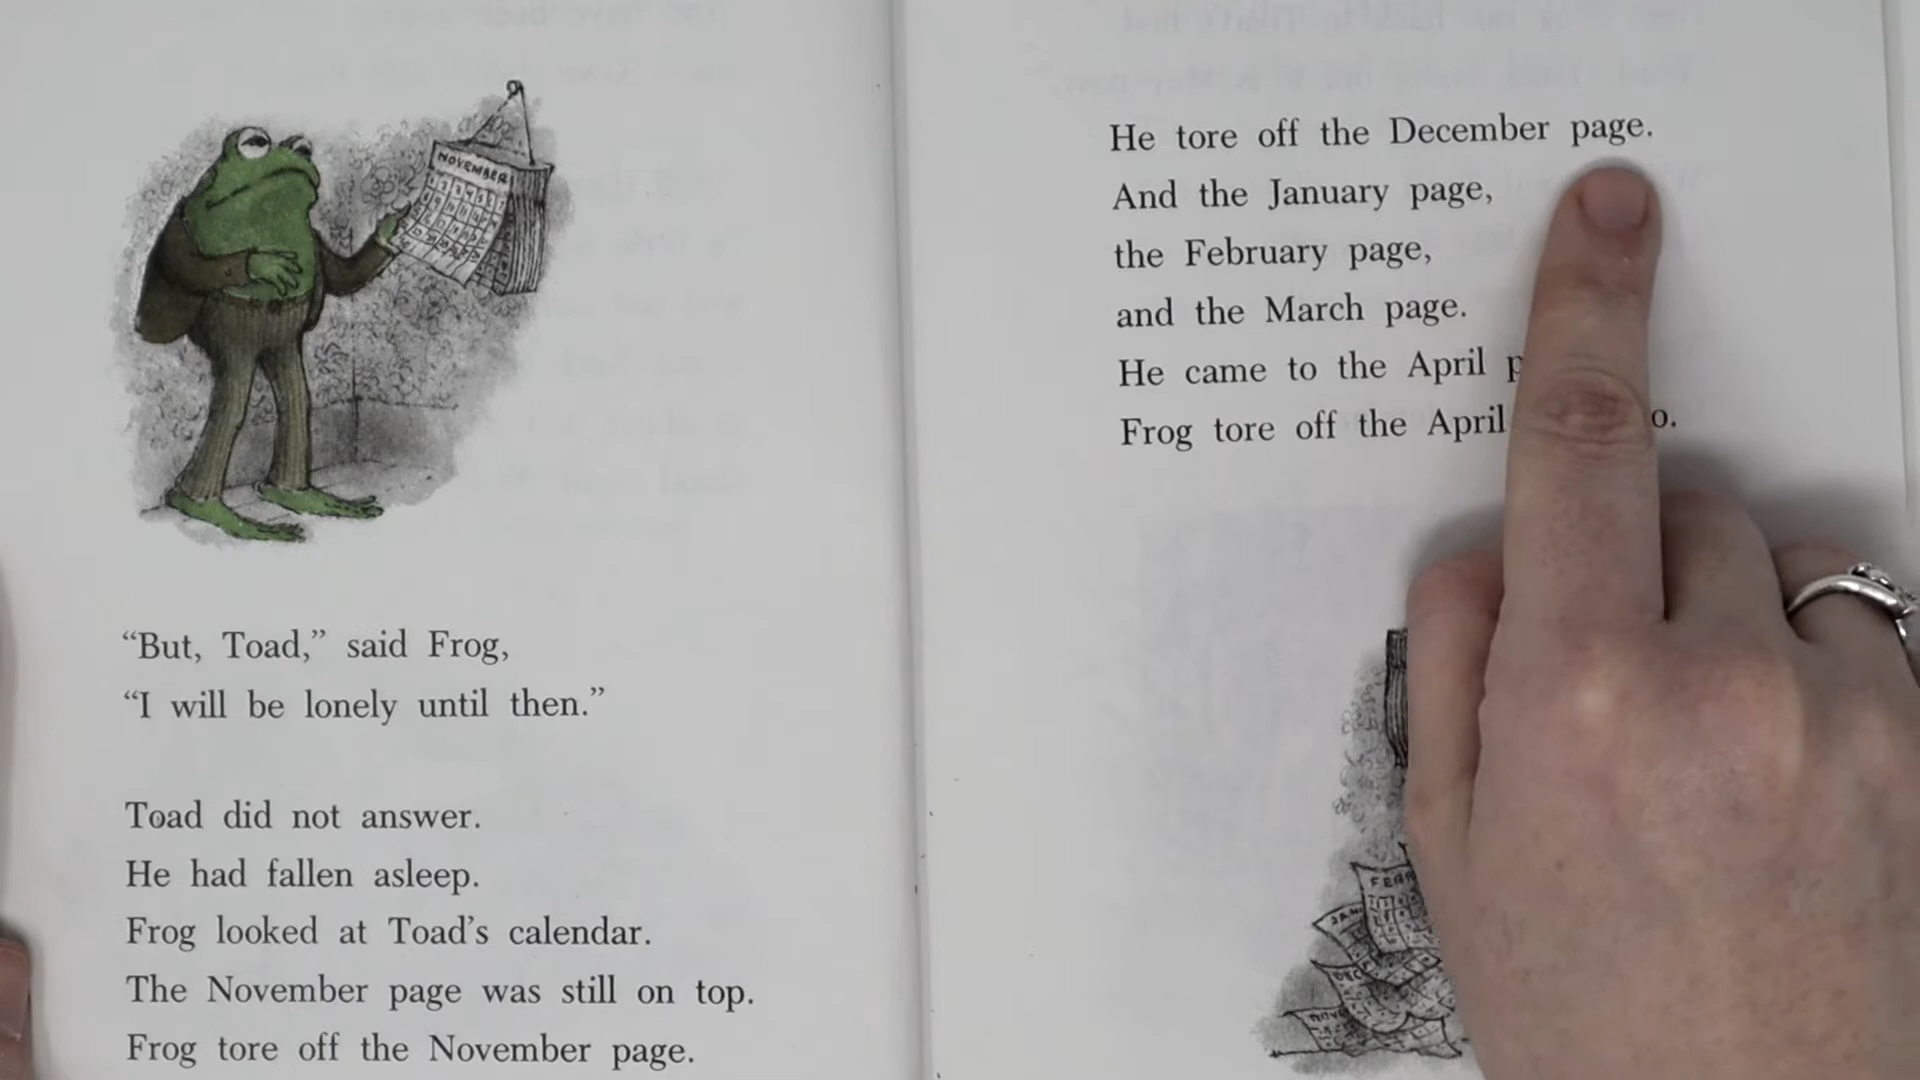 NOVEMBER
“But, Toad,” said Frog,
“I will be lonely until then.”
Toad did not answer.
He had fallen asleep.
Frog looked at Toad’s calendar.
The November page was still on top.
Frog tore off the November page.
He tore off the December page.
And the January page,
the February page,
and the March page.
He came to the April
Frog tore off the April